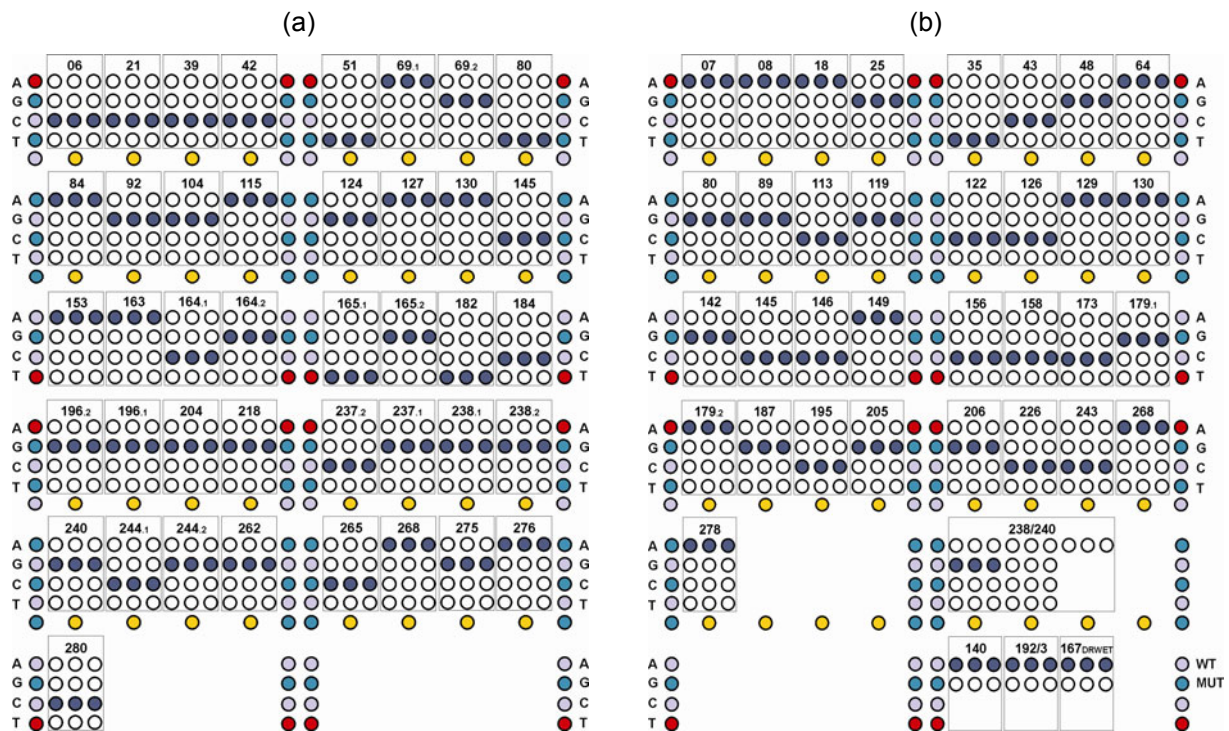 (a) (b)
06 21 39 42 51 69.1 69.2 80 07 08 18 25 35 43 48 64
A A A A
G G G G
C C C C
T T T T
84 92 104 115 124 127 130 145 80 89 113 119 122 126 129 130
A A A A
G G G G
C C C C
T T T T
153 163 164.1 164.2 165.1 165.2 182 184 142 145 146 149 156 158 173 179.1
A A A A
G G G G
C C C C
T T T T
196.2 196.1 204 218 237.2 237.1 238.1 238.2 179.2 187 195 205 206 226 243 268
A A A A
G G G G
C C C C
T T T T
240 244.1 244.2 262 265 268 275 276 278 238/240
A A A
G G G
C C C
T T T
280 140 192/3 167DRWET
A A WT
G G MUT
C C
T T